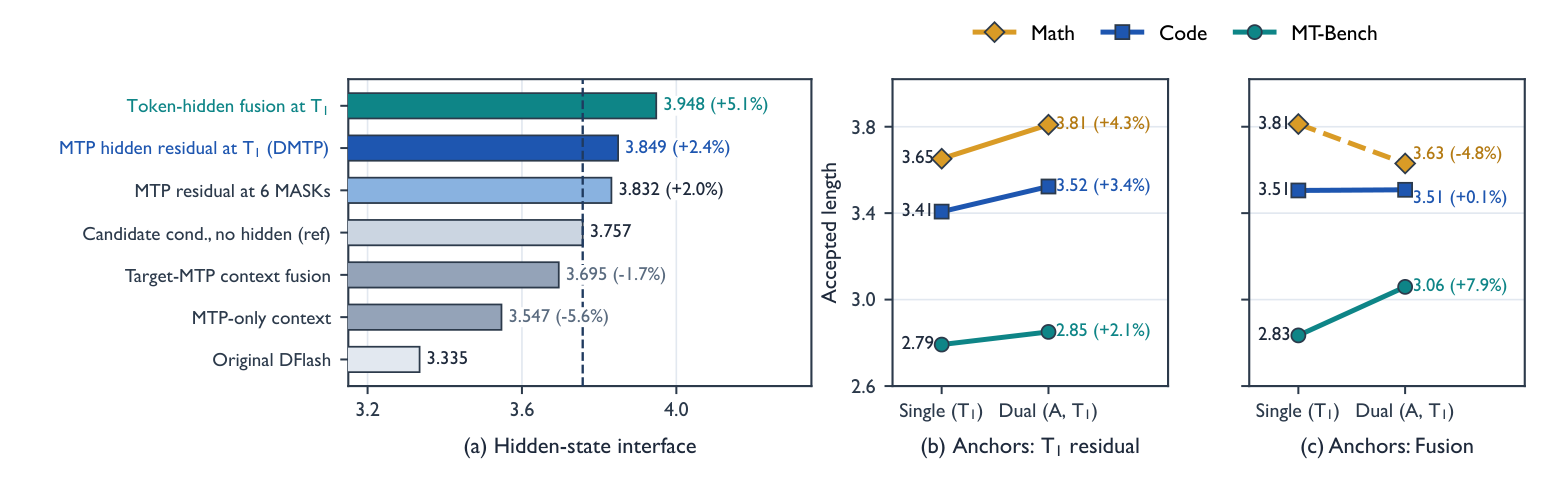 Math Code MT-Bench
Token-hidden fusion at T₁ 3.948 (+5.1%)
MTP hidden residual at T₁ (DMTP) 3.849 (+2.4%)
MTP residual at 6 MASKs 3.832 (+2.0%)
Candidate cond., no hidden (ref) 3.757
Target-MTP context fusion 3.695 (-1.7%)
MTP-only context 3.547 (-5.6%)
Original DFlash 3.335
3.2 3.6 4.0
(a) Hidden-state interface
Accepted length
3.8
3.4
3.0
2.6
3.65 3.81 (+4.3%)
3.41 3.52 (+3.4%)
2.79 2.85 (+2.1%)
Single (T₁) Dual (A, T₁)
(b) Anchors: T₁ residual
3.81 3.63 (-4.8%)
3.51 3.51 (+0.1%)
2.83 3.06 (+7.9%)
Single (T₁) Dual (A, T₁)
(c) Anchors: Fusion